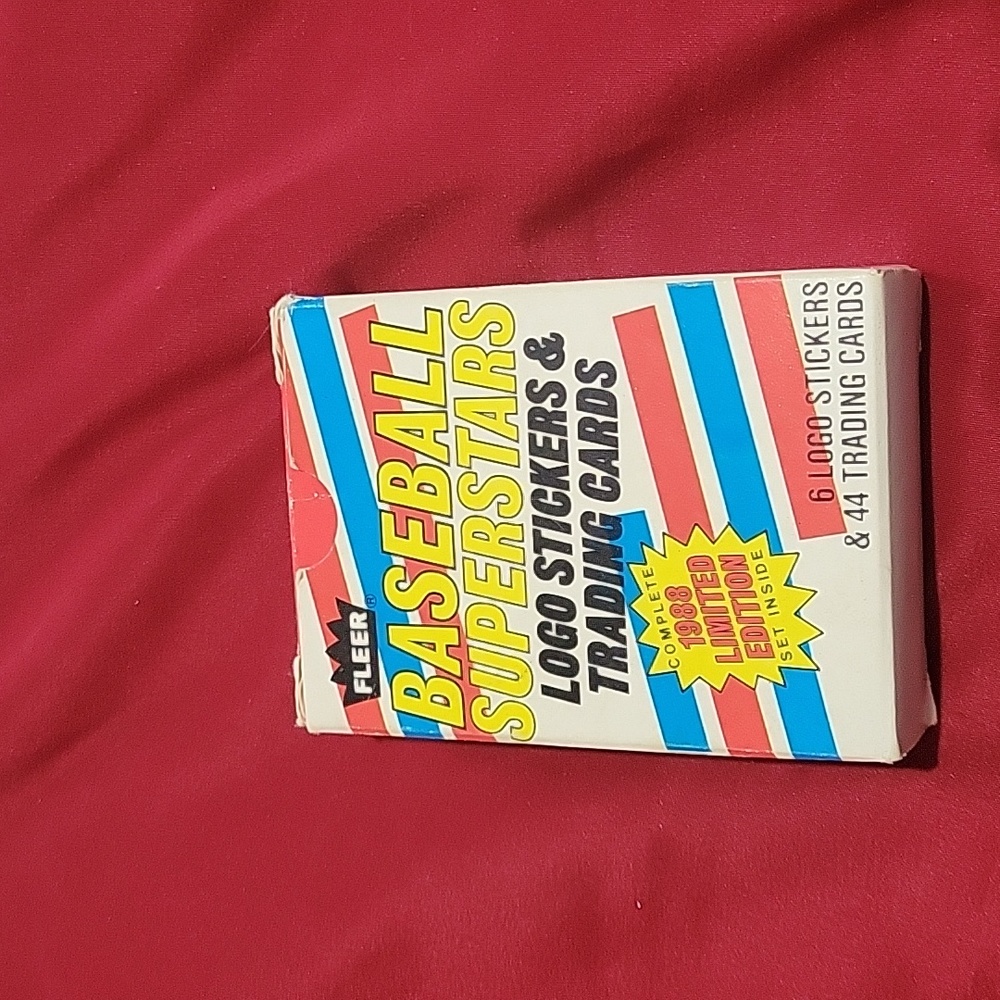 FLEER®
BASEBALL
SUPERSTARS
LOGO STICKERS &
TRADING CARDS
COMPLETE
1988
LIMITED
EDITION
SET INSIDE
6 LOGO STICKERS
& 44 TRADING CARDS